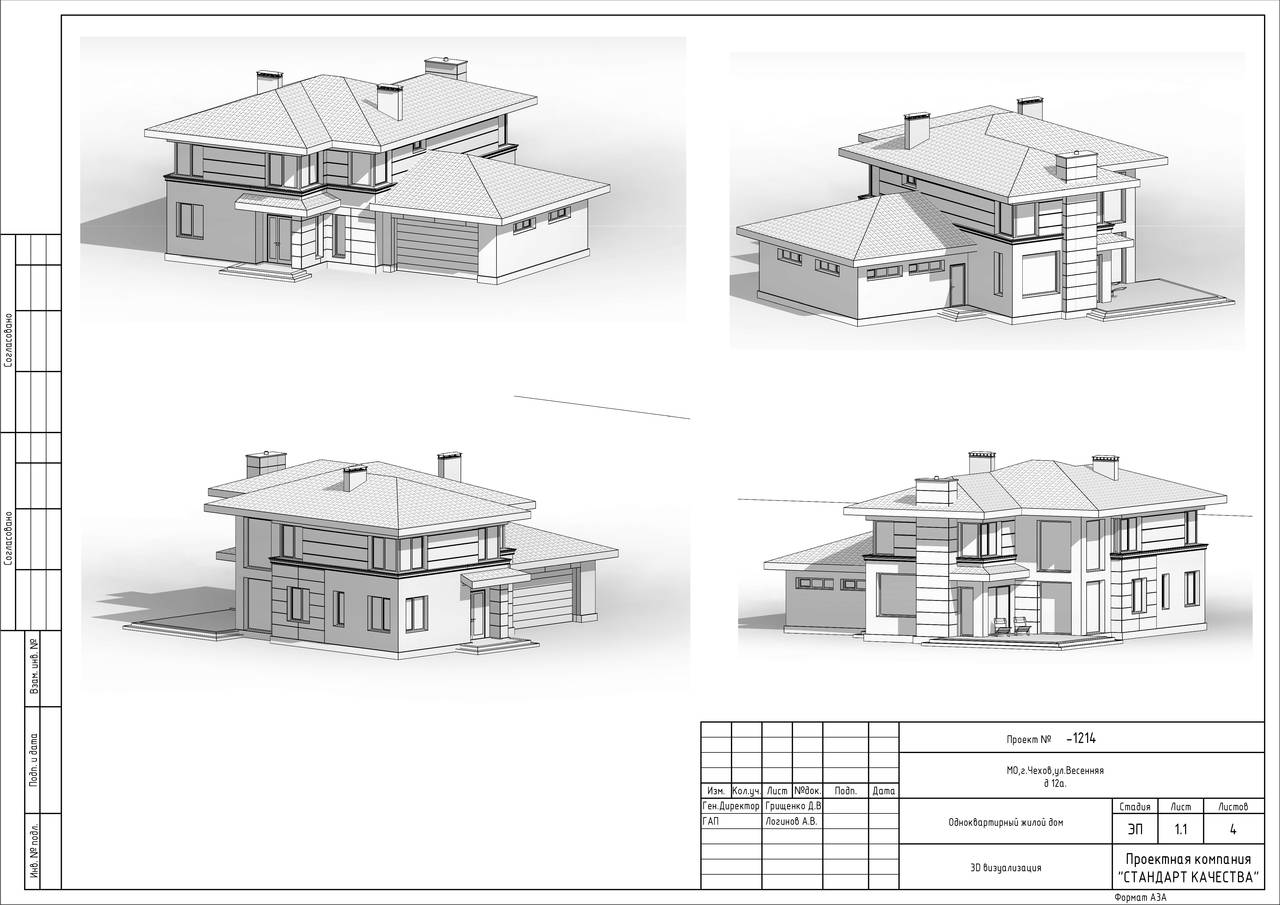 Согласовано
Согласовано
Взам. инв. №
Подп. и дата
Инв. № подл.
Проект № -1214
МО,г.Чехов,ул.Весенняя
д 12а.
Изм. Кол.уч. Лист №док. Подп. Дата
Ген.Директор Грищенко Д.В
ГАП Логинов А.В.
Одноквартирный жилой дом
Стадия Лист Листов
ЭП 1.1 4
3D визуализация
Проектная компания
"СТАНДАРТ КАЧЕСТВА"
Формат А3А